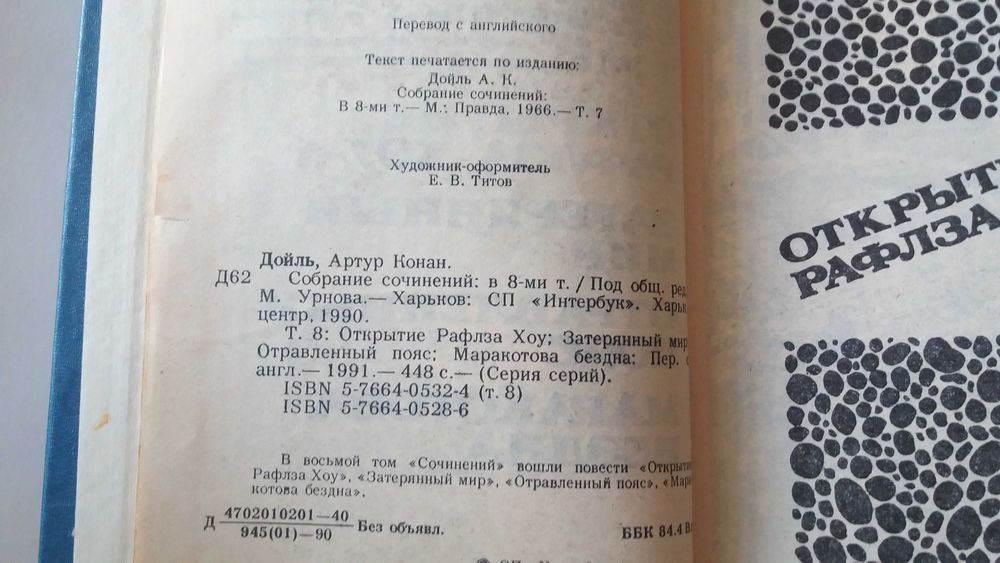 Перевод с английского
Текст печатается по изданию:
Дойль А. К.
Собрание сочинений:
В 8-ми т.— М.: Правда, 1966.— Т. 7
Художник-оформитель
Е. В. Титов
Дойль, Артур Конан.
Д62 Собрание сочинений: в 8-ми т. / Под общ. ред
М. Урнова.— Харьков: СП «Интербук». Харьк
центр, 1990.
Т. 8: Открытие Рафлза Хоу; Затерянный мир
Отравленный пояс; Маракотова бездна: Пер. с
англ.— 1991.— 448 с.— (Серия серий).
ISBN 5-7664-0532-4 (т. 8)
ISBN 5-7664-0528-6
В восьмой том «Сочинений» вошли повести «Открыти
Рафлза Хоу», «Затерянный мир», «Отравленный пояс», «Мара
котова бездна».
Д 4702010201—40
945(01)—90 Без объявл.
ББК 84.4
ОТКРЫТ
РАФЛЗА